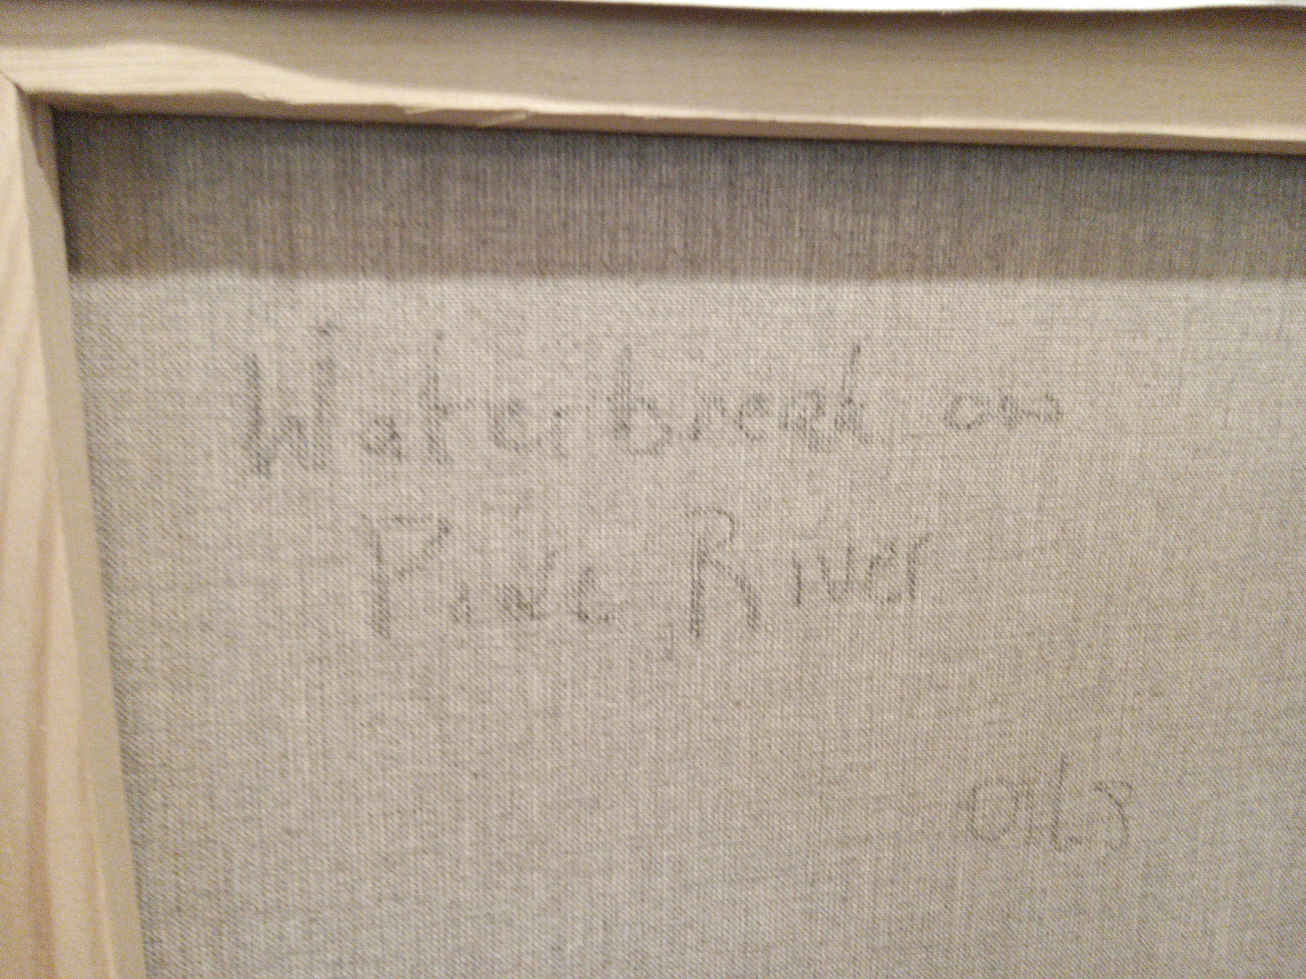 Waterbreak on
Pine River
oils